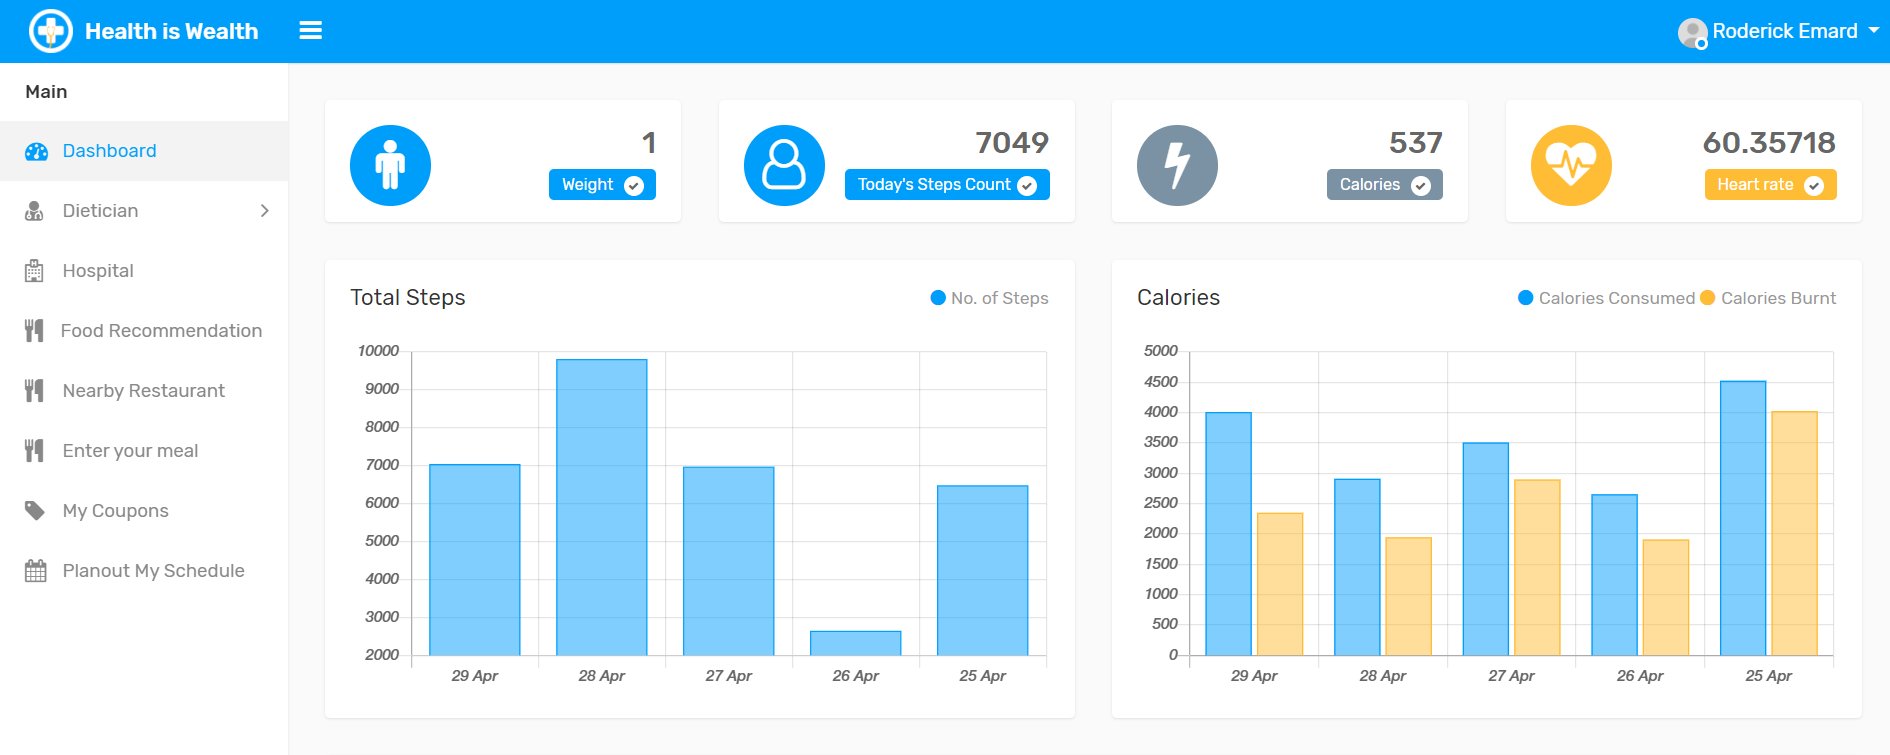 Health is Wealth
Roderick Emard
Main
Dashboard
Dietician
Hospital
Food Recommendation
Nearby Restaurant
Enter your meal
My Coupons
Planout My Schedule
1
Weight
7049
Today's Steps Count
537
Calories
60.35718
Heart rate
Total Steps
No. of Steps
10000
9000
8000
7000
6000
5000
4000
3000
2000
29 Apr 28 Apr 27 Apr 26 Apr 25 Apr
Calories
Calories Consumed Calories Burnt
5000
4500
4000
3500
3000
2500
2000
1500
1000
500
0
29 Apr 28 Apr 27 Apr 26 Apr 25 Apr